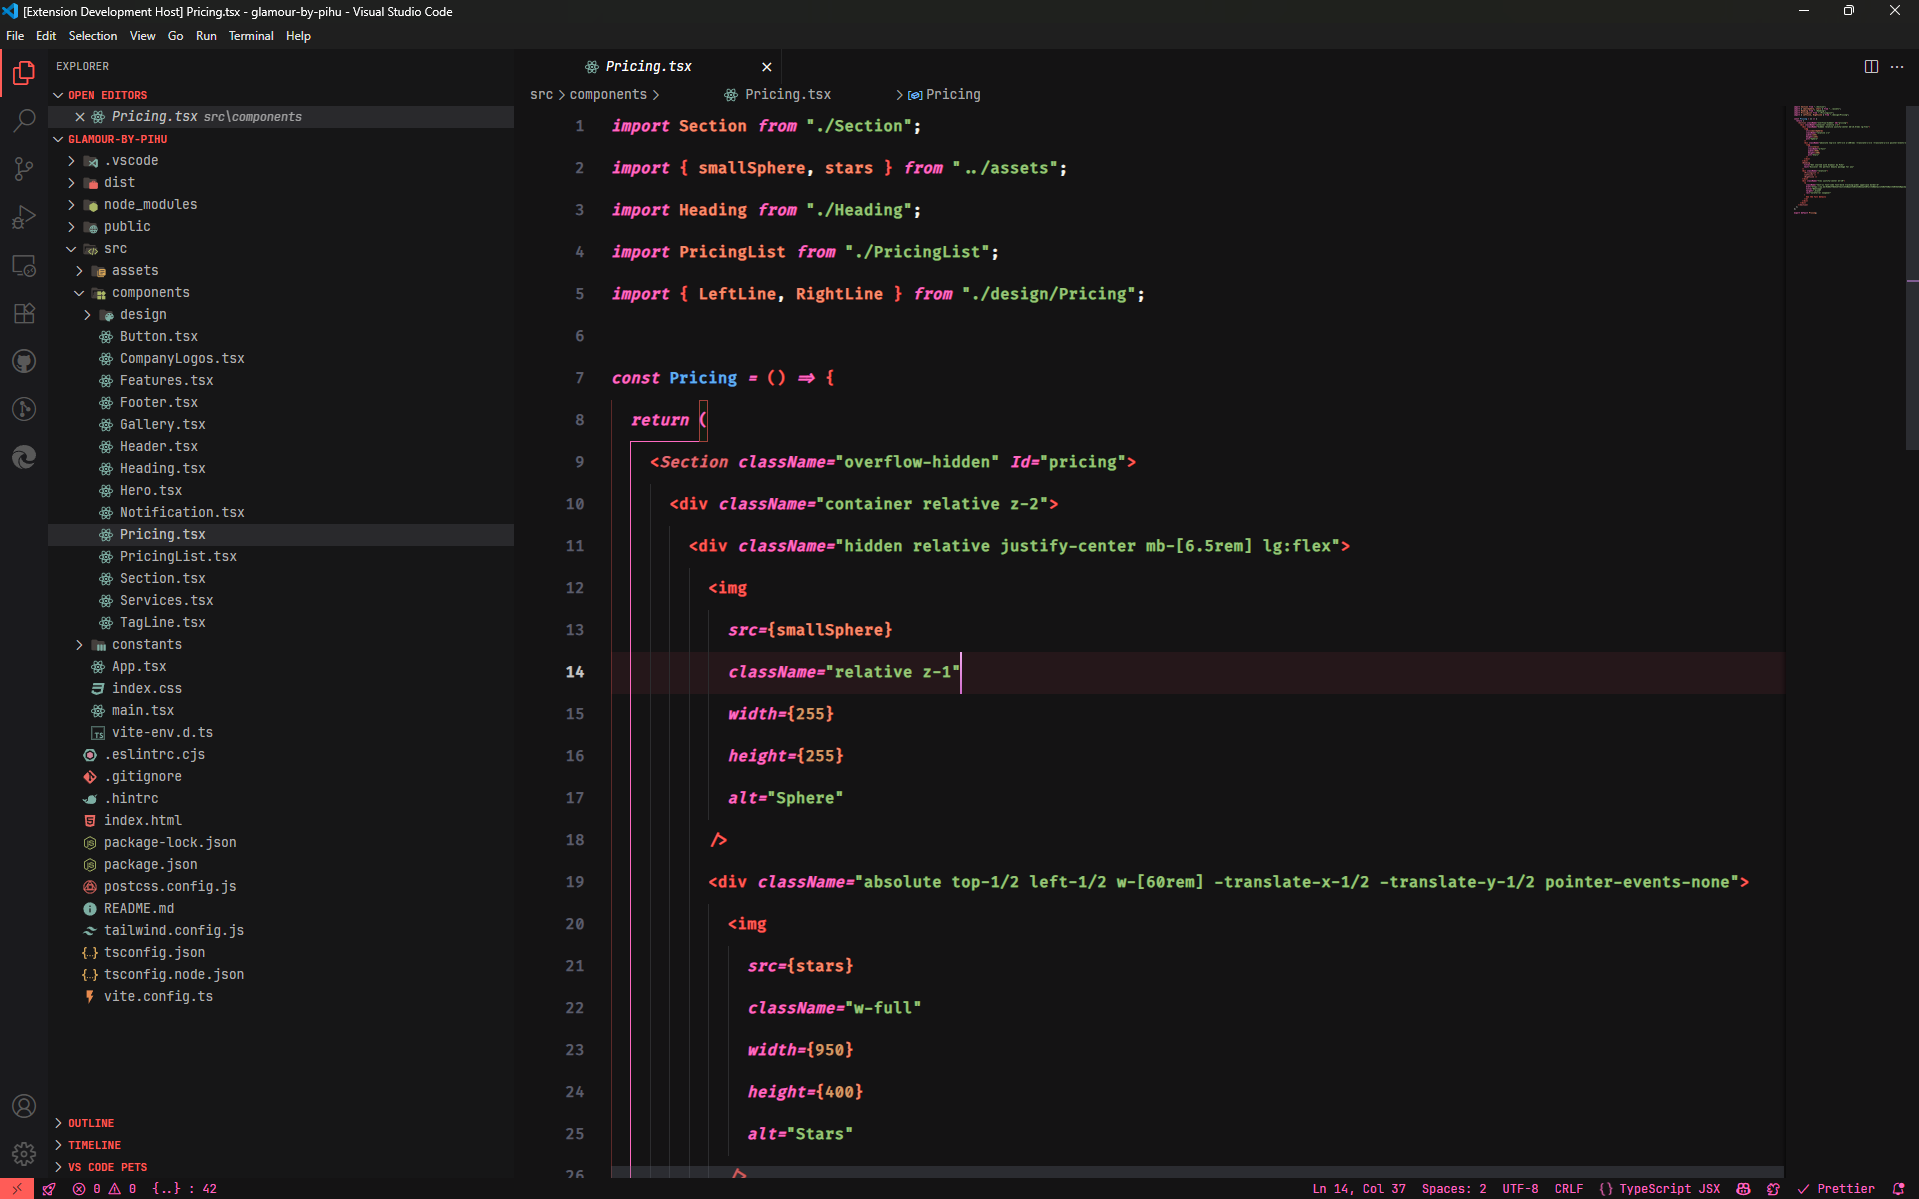 [Extension Development Host] Pricing.tsx - glamour-by-pihu - Visual Studio Code
File Edit Selection View Go Run Terminal Help
EXPLORER
OPEN EDITORS
Pricing.tsx src\components
GLAMOUR-BY-PIHU
.vscode
dist
node_modules
public
src
assets
components
design
Button.tsx
CompanyLogos.tsx
Features.tsx
Footer.tsx
Gallery.tsx
Header.tsx
Heading.tsx
Hero.tsx
Notification.tsx
Pricing.tsx
PricingList.tsx
Section.tsx
Services.tsx
TagLine.tsx
constants
App.tsx
index.css
main.tsx
vite-env.d.ts
.eslintrc.cjs
.gitignore
.hintrc
index.html
package-lock.json
package.json
postcss.config.js
README.md
tailwind.config.js
tsconfig.json
tsconfig.node.json
vite.config.ts
OUTLINE
TIMELINE
VS CODE PETS
Pricing.tsx
src > components > Pricing.tsx > Pricing
1 import Section from "./Section";
2 import { smallSphere, stars } from "../assets";
3 import Heading from "./Heading";
4 import PricingList from "./PricingList";
5 import { LeftLine, RightLine } from "./design/Pricing";
6
7 const Pricing = () => {
8 return (
9 <Section className="overflow-hidden" Id="pricing">
10 <div className="container relative z-2">
11 <div className="hidden relative justify-center mb-[6.5rem] lg:flex">
12 <img
13 src={smallSphere}
14 className="relative z-1"
15 width={255}
16 height={255}
17 alt="Sphere"
18 />
19 <div className="absolute top-1/2 left-1/2 w-[60rem] -translate-x-1/2 -translate-y-1/2 pointer-events-none">
20 <img
21 src={stars}
22 className="w-full"
23 width={950}
24 height={400}
25 alt="Stars"
26 />
0 0 {..} : 42
Ln 14, Col 37 Spaces: 2 UTF-8 CRLF {} TypeScript JSX Prettier